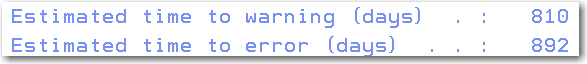 Estimated time to warning (days)  . :   810
Estimated time to error (days)  . . :   892